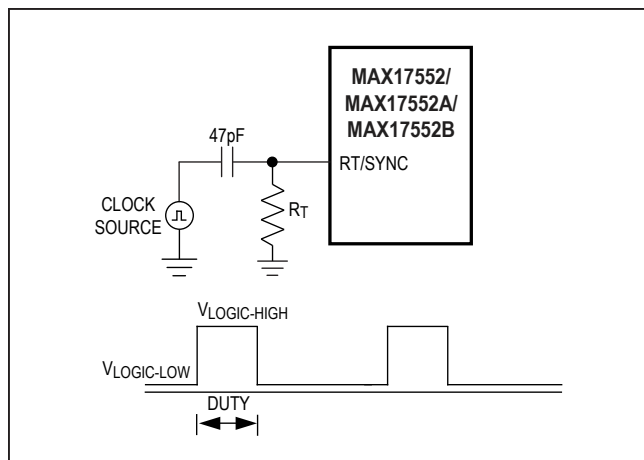 MAX17552/
MAX17552A/
MAX17552B
47pF
RT/SYNC
CLOCK
SOURCE
RT
VLOGIC-HIGH
VLOGIC-LOW
DUTY